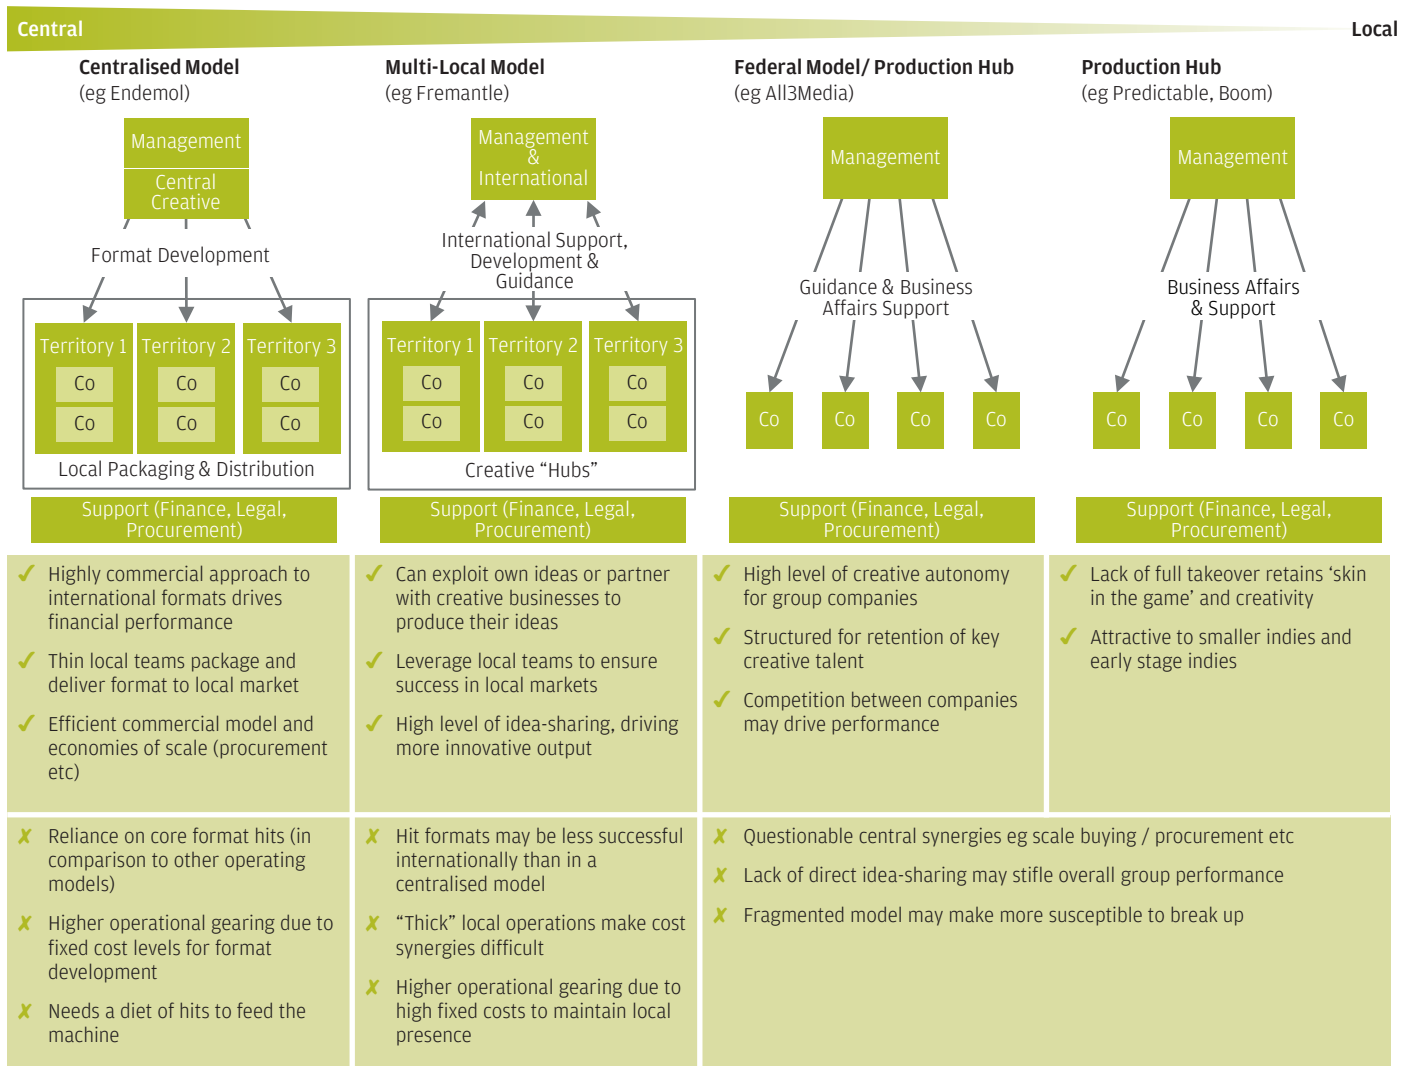 Central
Local
Centralised Model
(eg Endemol)
Management
Central
Creative
Format Development
Territory 1
Territory 2
Territory 3
Co
Co
Co
Co
Co
Co
Local Packaging & Distribution
Support (Finance, Legal,
Procurement)
Multi-Local Model
(eg Fremantle)
Management
&
International
International Support,
Development &
Guidance
Territory 1
Territory 2
Territory 3
Co
Co
Co
Co
Co
Co
Creative “Hubs”
Support (Finance, Legal,
Procurement)
Federal Model/ Production Hub
(eg All3Media)
Management
Guidance & Business
Affairs Support
Co
Co
Co
Co
Support (Finance, Legal,
Procurement)
Production Hub
(eg Predictable, Boom)
Management
Business Affairs
& Support
Co
Co
Co
Co
Support (Finance, Legal,
Procurement)
✓ Highly commercial approach to
international formats drives
financial performance
✓ Thin local teams package and
deliver format to local market
✓ Efficient commercial model and
economies of scale (procurement
etc)
✓ Can exploit own ideas or partner
with creative businesses to
produce their ideas
✓ Leverage local teams to ensure
success in local markets
✓ High level of idea-sharing, driving
more innovative output
✓ High level of creative autonomy
for group companies
✓ Structured for retention of key
creative talent
✓ Competition between companies
may drive performance
✓ Lack of full takeover retains ‘skin
in the game’ and creativity
✓ Attractive to smaller indies and
early stage indies
✗ Reliance on core format hits (in
comparison to other operating
models)
✗ Higher operational gearing due to
fixed cost levels for format
development
✗ Needs a diet of hits to feed the
machine
✗ Hit formats may be less successful
internationally than in a
centralised model
✗ “Thick” local operations make cost
synergies difficult
✗ Higher operational gearing due to
high fixed costs to maintain local
presence
✗ Questionable central synergies eg scale buying / procurement etc
✗ Lack of direct idea-sharing may stifle overall group performance
✗ Fragmented model may make more susceptible to break up